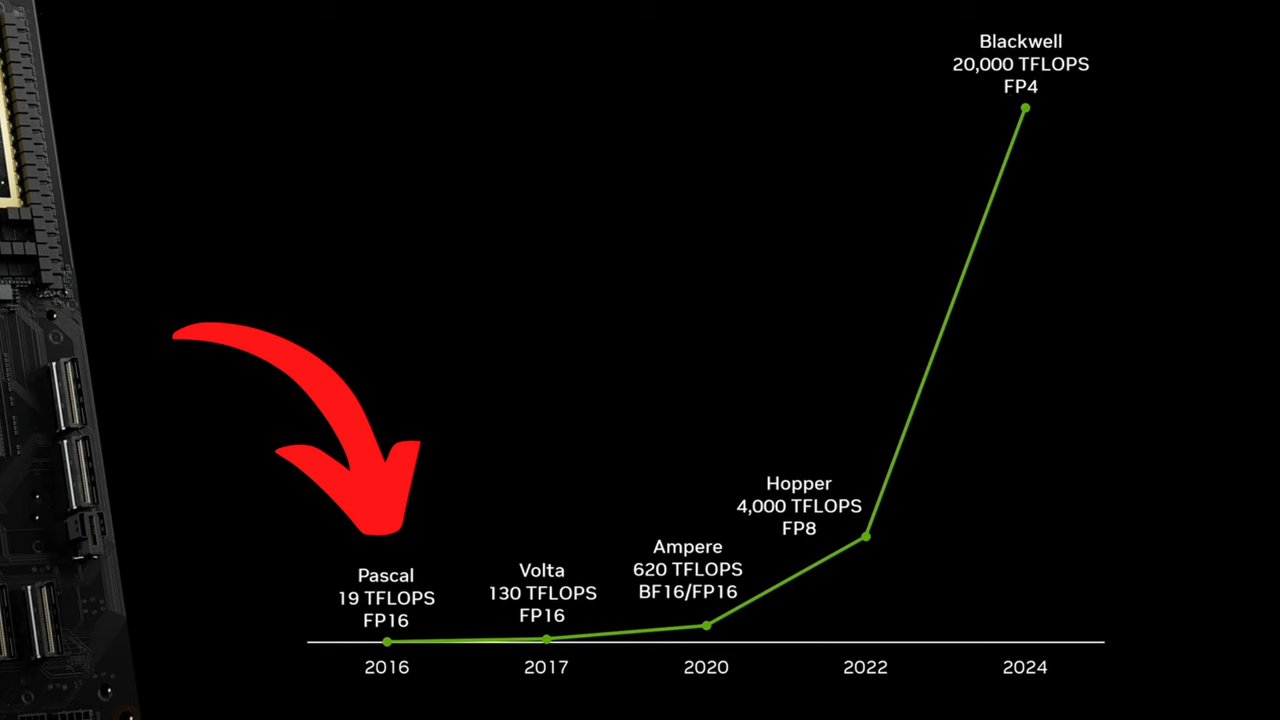 Blackwell
20,000 TFLOPS
FP4
Hopper
4,000 TFLOPS
FP8
Ampere
620 TFLOPS
BF16/FP16
Volta
130 TFLOPS
FP16
Pascal
19 TFLOPS
FP16
2016
2017
2020
2022
2024